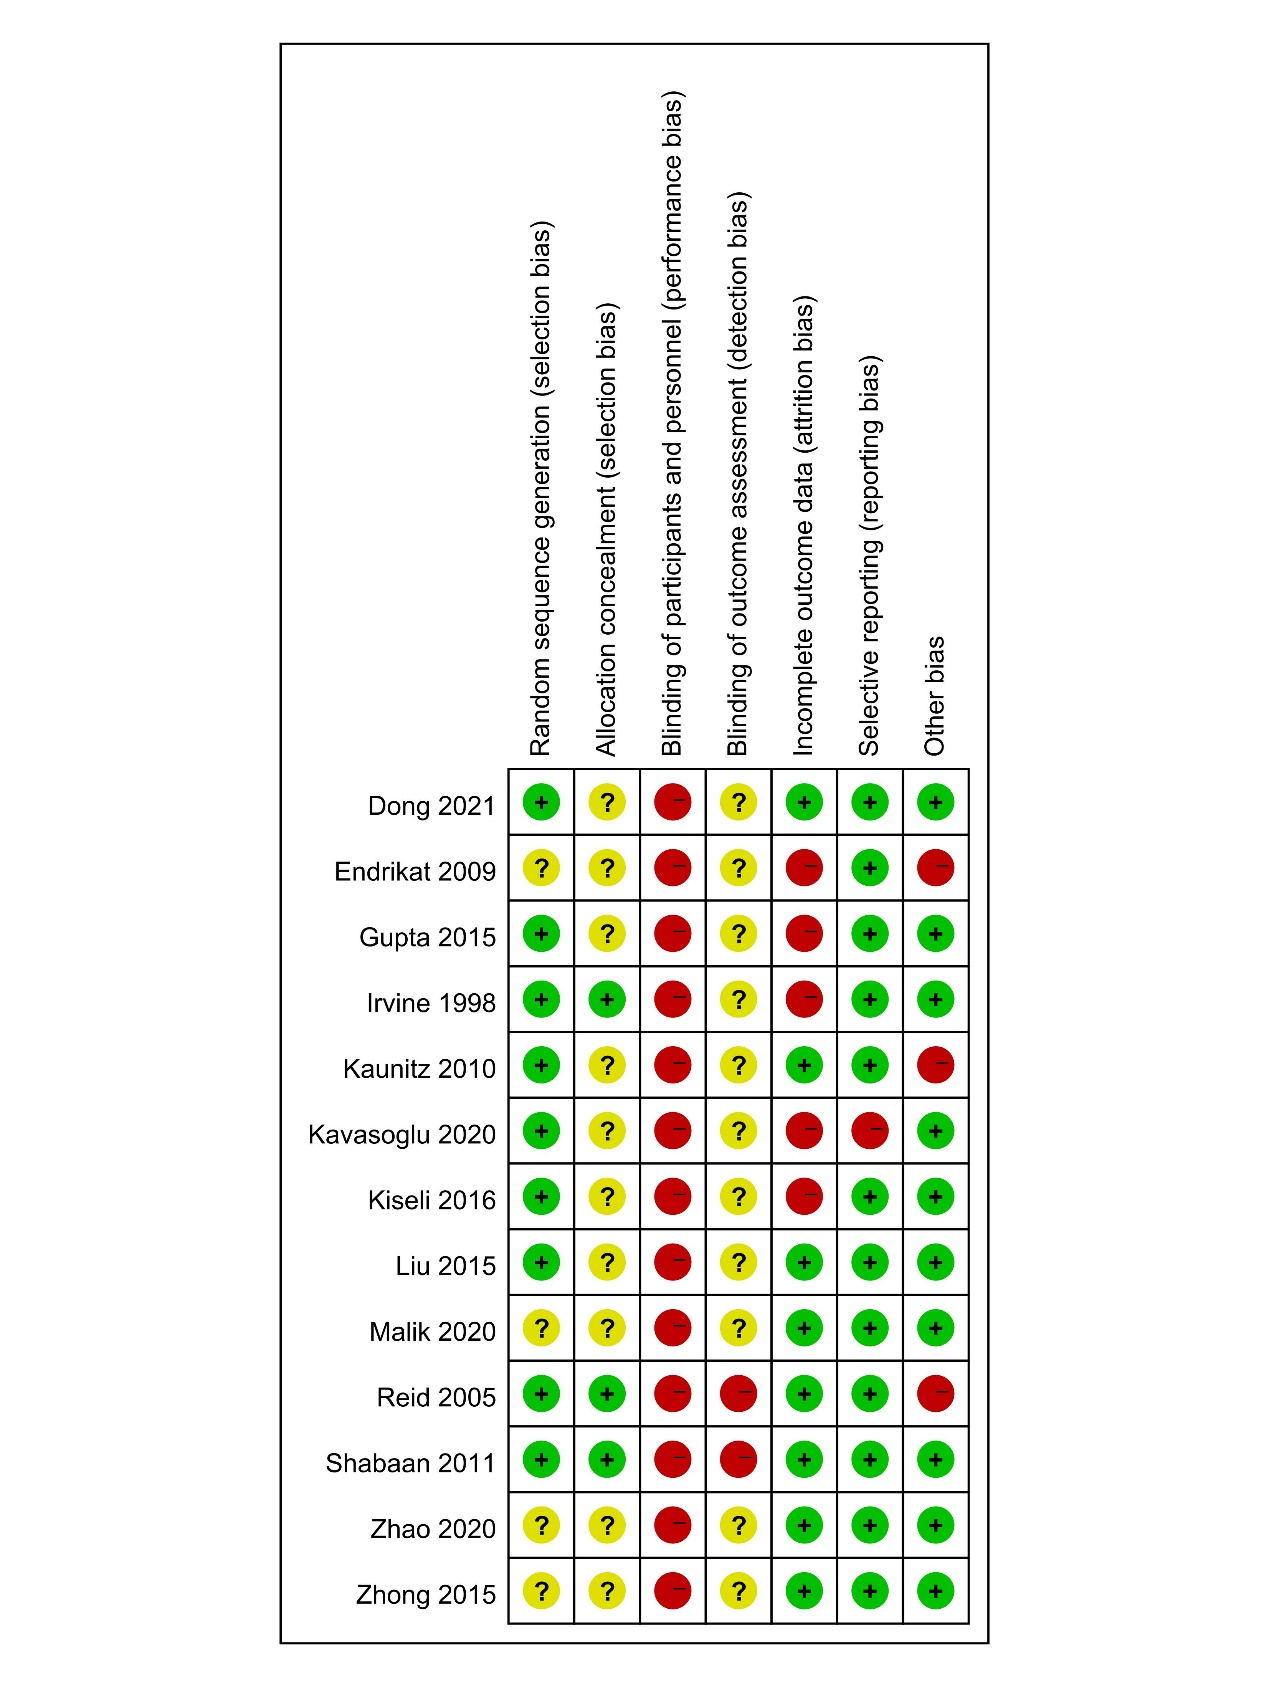 Random sequence generation (selection bias)
Allocation concealment (selection bias)
Blinding of participants and personnel (performance bias)
Blinding of outcome assessment (detection bias)
Incomplete outcome data (attrition bias)
Selective reporting (reporting bias)
Other bias
Dong 2021 + ? – ? + + +
Endrikat 2009 ? ? – ? – + –
Gupta 2015 + ? – ? – + +
Irvine 1998 + + – ? – + +
Kaunitz 2010 + ? – ? + + –
Kavasoglu 2020 + ? – ? – – +
Kiseli 2016 + ? – ? – + +
Liu 2015 + ? – ? + + +
Malik 2020 ? ? – ? + + +
Reid 2005 + + – – + + –
Shabaan 2011 + + – – + + +
Zhao 2020 ? ? – ? + + +
Zhong 2015 ? ? – ? + + +